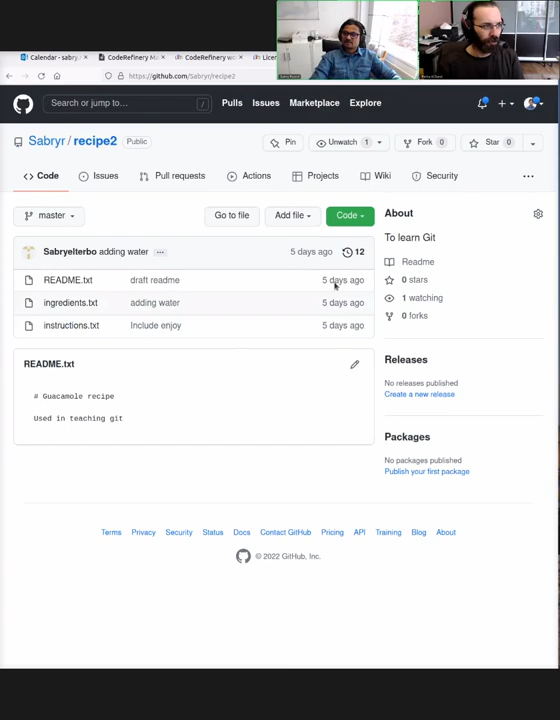 Calendar - sabry.r
CodeRefinery Ma
CodeRefinery wo
Licen
https://github.com/Sabryr/recipe2
Search or jump to…
/
Pulls
Issues
Marketplace
Explore
Sabryr / recipe2
Public
Pin
Unwatch 1
Fork 0
Star 0
Code
Issues
Pull requests
Actions
Projects
Wiki
Security
master
Go to file
Add file
Code
Sabryelterbo adding water
5 days ago
12
README.txt draft readme 5 days ago
ingredients.txt adding water 5 days ago
instructions.txt Include enjoy 5 days ago
README.txt
# Guacamole recipe
Used in teaching git
About
To learn Git
Readme
0 stars
1 watching
0 forks
Releases
No releases published
Create a new release
Packages
No packages published
Publish your first package
Terms Privacy Security Status Docs Contact GitHub Pricing API Training Blog About
© 2022 GitHub, Inc.